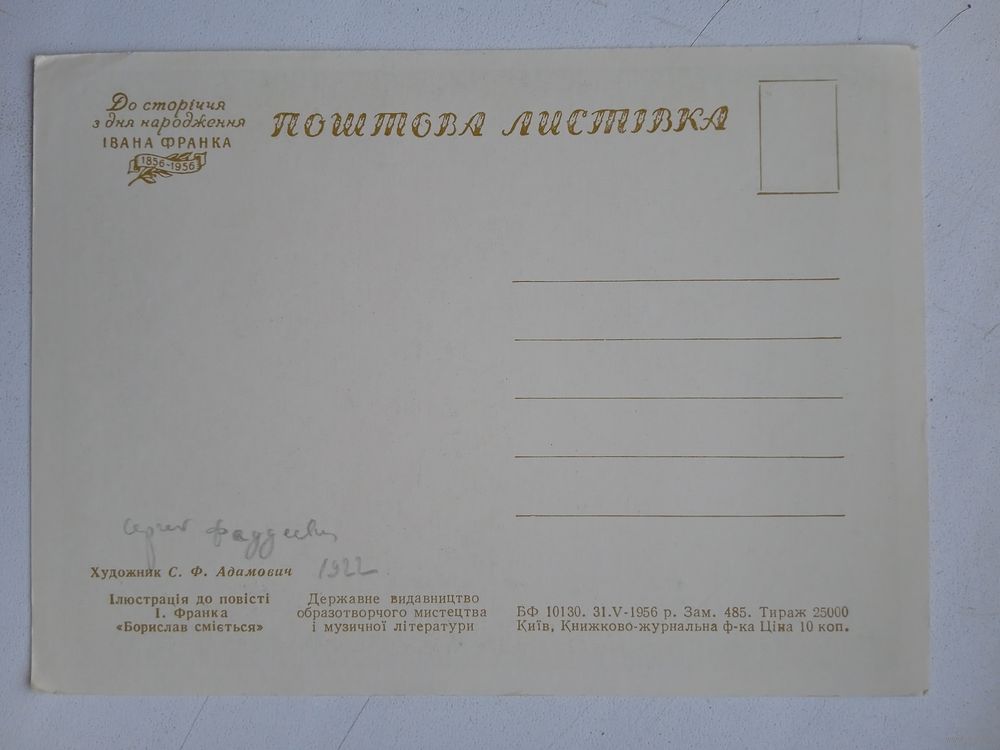 До сторіччя
з дня народження
ІВАНА ФРАНКА
1856-1956
ПОШТОВА ЛИСТІВКА
Сергей Фаддеевич
1922
Художник С. Ф. Адамович
Ілюстрація до повісті
І. Франка
«Борислав сміється»
Державне видавництво
образотворчого мистецтва
і музичної літератури
БФ 10130. 31.V-1956 р. Зам. 485. Тираж 25000
Київ, Книжково-журнальна ф-ка Ціна 10 коп.